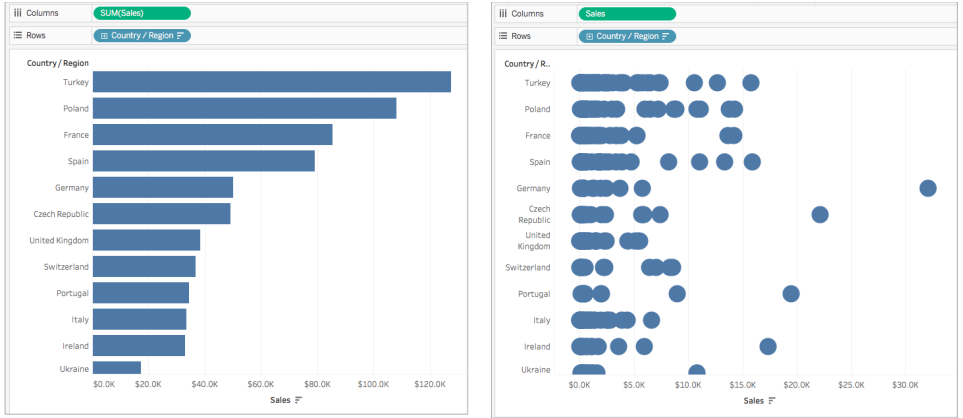 Columns SUM(Sales)
Rows Country / Region
Country / Region
Turkey
Poland
France
Spain
Germany
Czech Republic
United Kingdom
Switzerland
Portugal
Italy
Ireland
Ukraine
$0.0K $20.0K $40.0K $60.0K $80.0K $100.0K $120.0K
Sales
Columns Sales
Rows Country / Region
Country / R..
Turkey
Poland
France
Spain
Germany
Czech
Republic
United
Kingdom
Switzerland
Portugal
Italy
Ireland
Ukraine
$0.0K $5.0K $10.0K $15.0K $20.0K $25.0K $30.0K
Sales